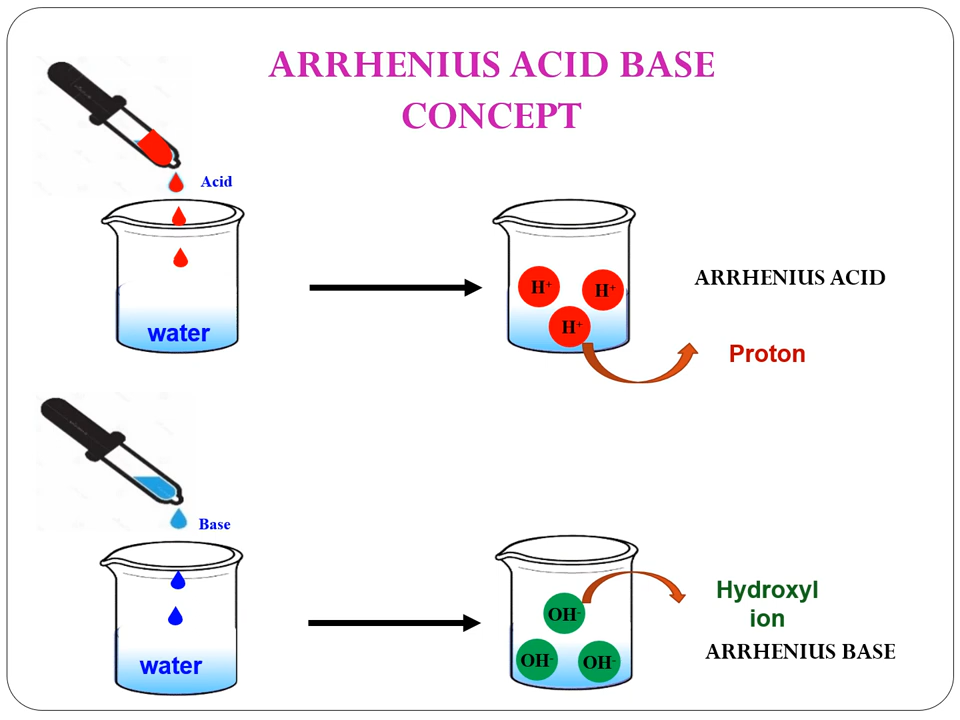 ARRHENIUS ACID BASE
CONCEPT
Acid
water
H⁺
H⁺
H⁺
ARRHENIUS ACID
Proton
Base
water
OH⁻
OH⁻
OH⁻
Hydroxyl
ion
ARRHENIUS BASE